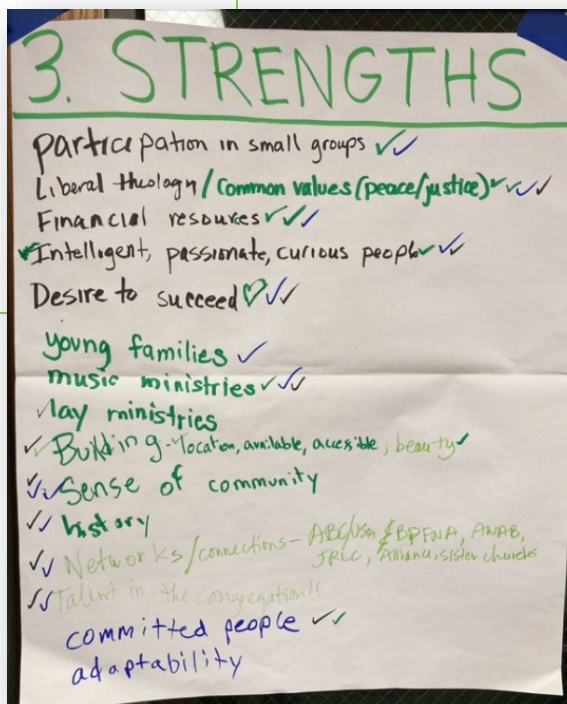 3. STRENGTHS
Participation in small groups ✓✓
Liberal theology / Common values (peace/justice) ✓✓✓✓
Financial resources ✓✓✓
✓Intelligent, passionate, curious people ✓✓✓
Desire to succeed ♡✓✓
young families ✓
music ministries ✓✓✓
✓lay ministries
✓✓Building - location, available, accessible, beauty ✓
✓✓Sense of community
✓✓history
✓✓Networks/connections - ABC/USA & BPFNA, ANAB,
JRLC, Alliance, sister churches
✓✓Talent in the congregation!!
committed people ✓✓
adaptability